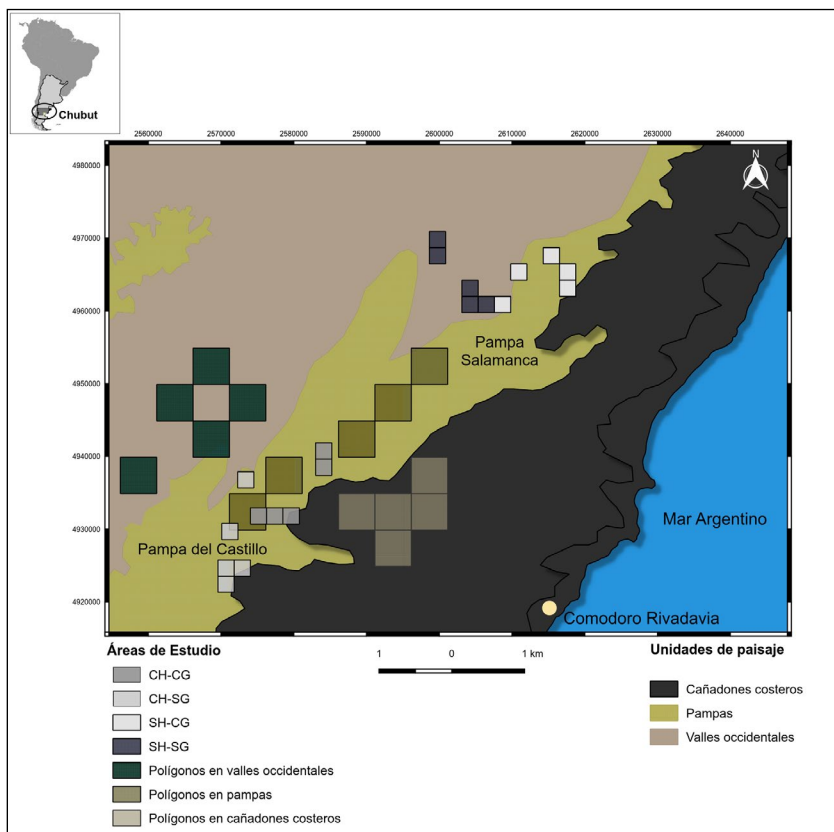 Chubut
2560000 2570000 2580000 2590000 2600000 2610000 2620000 2630000 2640000
N
4980000
4970000
4960000
4950000
4940000
4930000
4920000
Pampa
Salamanca
Mar Argentino
Pampa del Castillo
Comodoro Rivadavia
1 0 1 km
Áreas de Estudio
CH-CG
CH-SG
SH-CG
SH-SG
Polígonos en valles occidentales
Polígonos en pampas
Polígonos en cañadones costeros
Unidades de paisaje
Cañadones costeros
Pampas
Valles occidentales